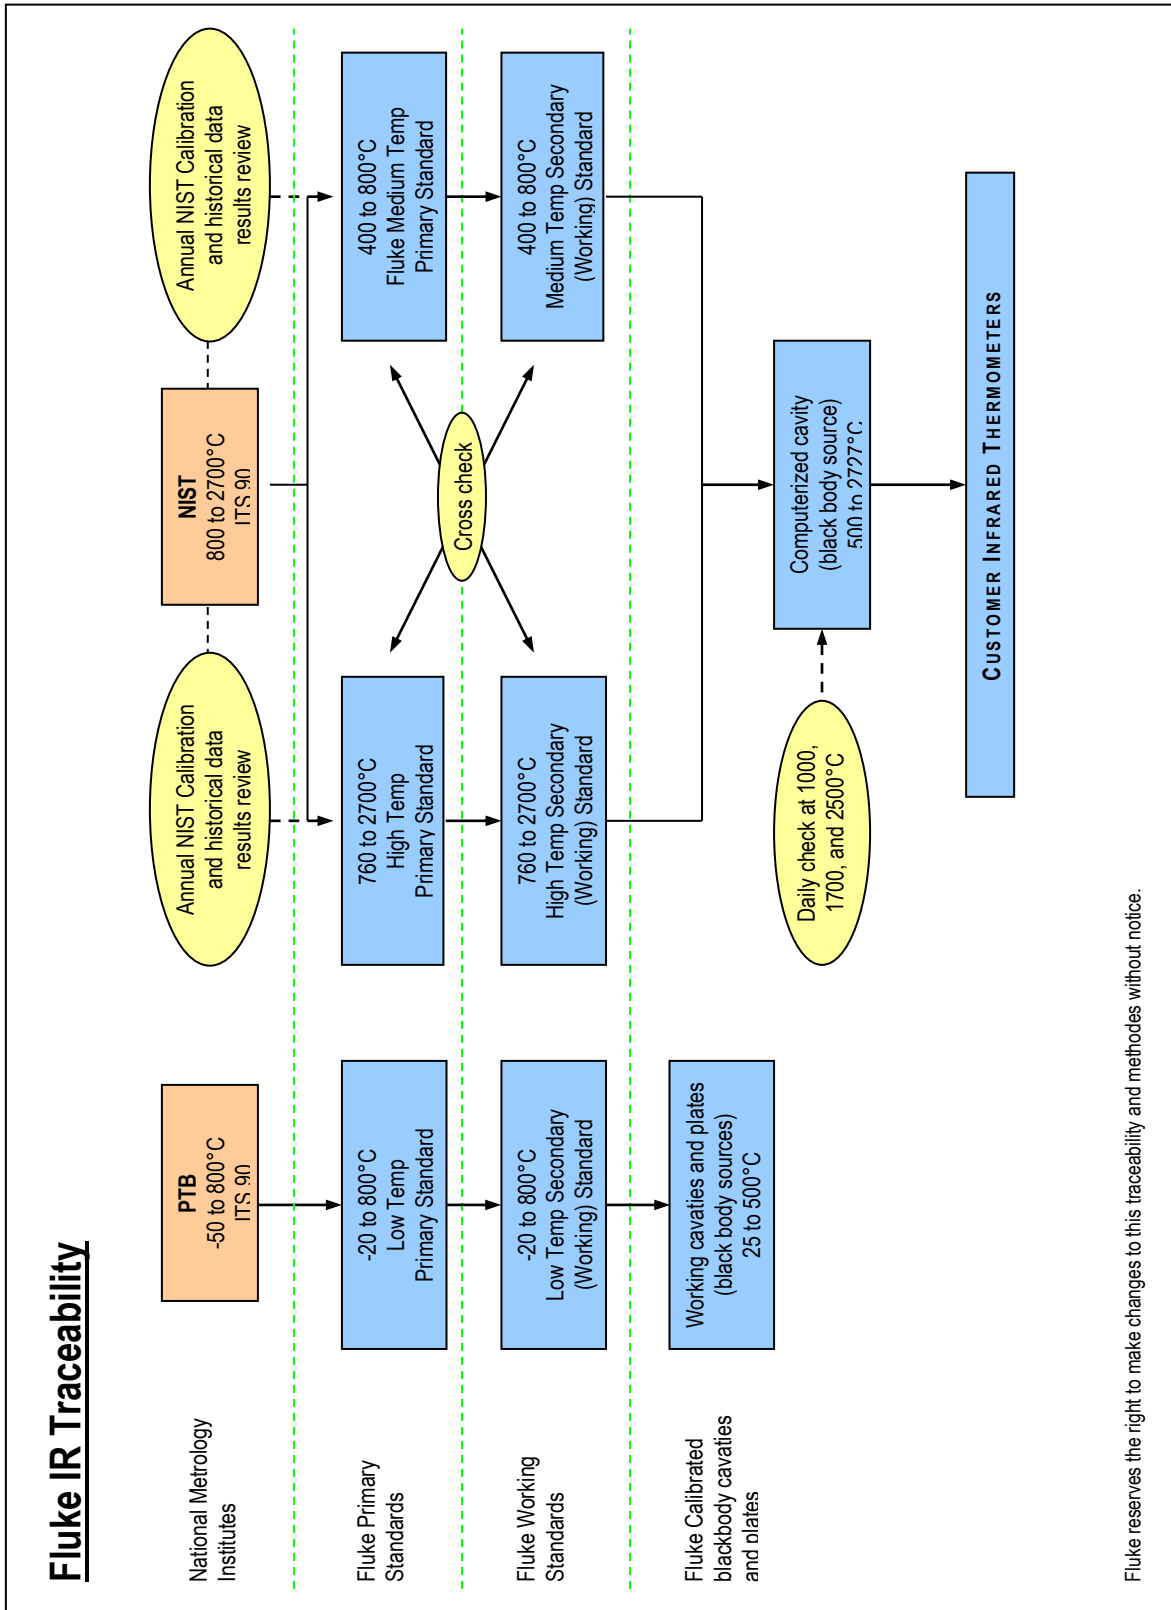 Fluke IR Traceability
National Metrology
Institutes
PTB
-50 to 800°C
ITS 90
Annual NIST Calibration
and historical data
results review
NIST
800 to 2700°C
ITS 90
Annual NIST Calibration
and historical data
results review
Fluke Primary
Standards
-20 to 800°C
Low Temp
Primary Standard
760 to 2700°C
High Temp
Primary Standard
400 to 800°C
Fluke Medium Temp
Primary Standard
Cross check
Fluke Working
Standards
-20 to 800°C
Low Temp Secondary
(Working) Standard
760 to 2700°C
High Temp Secondary
(Working) Standard
400 to 800°C
Medium Temp Secondary
(Working) Standard
Fluke Calibrated
blackbody cavaties
and plates
Working cavaties and plates
(black body sources)
25 to 500°C
Daily check at 1000,
1700, and 2500°C
Computerized cavity
(black body source)
500 to 2727°C
CUSTOMER INFRARED THERMOMETERS
Fluke reserves the right to make changes to this traceability and methodes without notice.